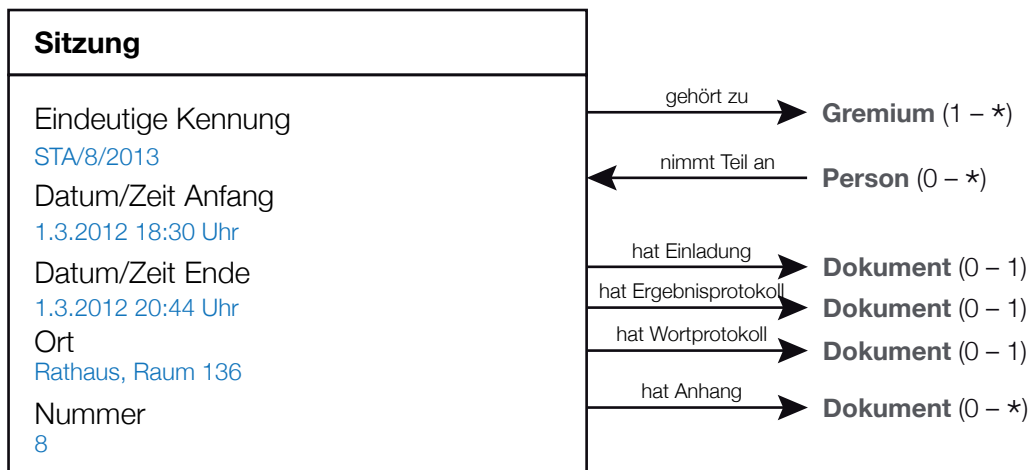 Sitzung
Eindeutige Kennung
STA/8/2013
Datum/Zeit Anfang
1.3.2012 18:30 Uhr
Datum/Zeit Ende
1.3.2012 20:44 Uhr
Ort
Rathaus, Raum 136
Nummer
8
gehört zu
Gremium (1 – *)
nimmt Teil an
Person (0 – *)
hat Einladung
Dokument (0 – 1)
hat Ergebnisprotokoll
Dokument (0 – 1)
hat Wortprotokoll
Dokument (0 – 1)
hat Anhang
Dokument (0 – *)